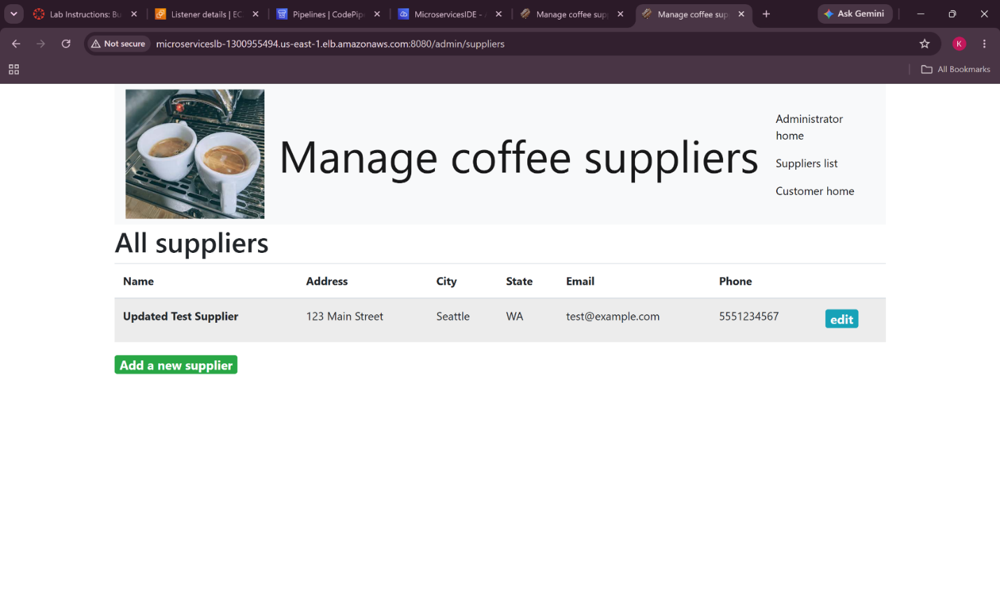 Lab Instructions: Bu
Listener details | EC
Pipelines | CodePip
MicroservicesIDE - A
Manage coffee sup
Manage coffee sup
Ask Gemini
Not secure
microserviceslb-1300955494.us-east-1.elb.amazonaws.com:8080/admin/suppliers
K
All Bookmarks
Manage coffee suppliers
Administrator
home
Suppliers list
Customer home
All suppliers
Name Address City State Email Phone
Updated Test Supplier 123 Main Street Seattle WA test@example.com 5551234567 edit
Add a new supplier